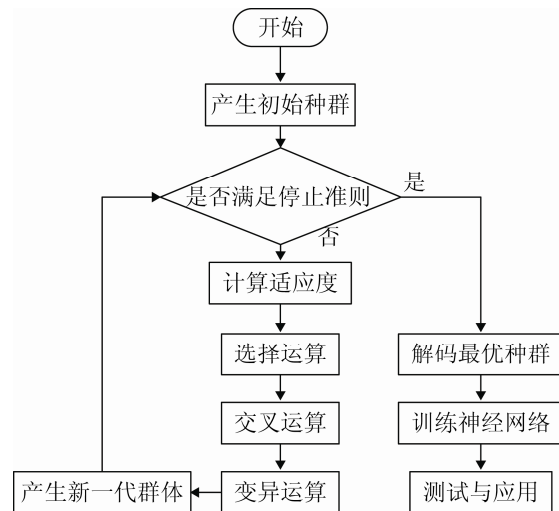 开始
产生初始种群
是否满足停止准则
是
否
计算适应度
选择运算
解码最优种群
交叉运算
训练神经网络
产生新一代群体
变异运算
测试与应用